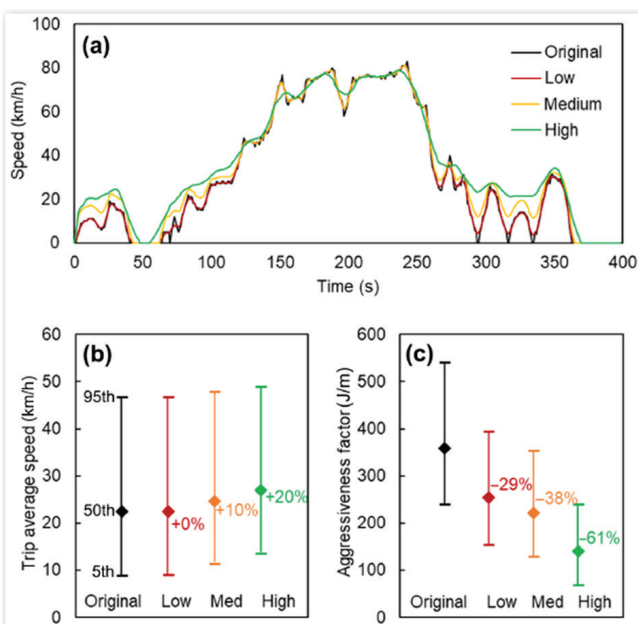 (a)
Original
Low
Medium
High
Speed (km/h)
100
80
60
40
20
0
0 50 100 150 200 250 300 350 400
Time (s)
(b)
Trip average speed (km/h)
60
50
40
30
20
10
0
95th
50th
5th
+0%
+10%
+20%
Original Low Med High
(c)
Aggressiveness factor (J/m)
600
500
400
300
200
100
0
−29%
−38%
−61%
Original Low Med High